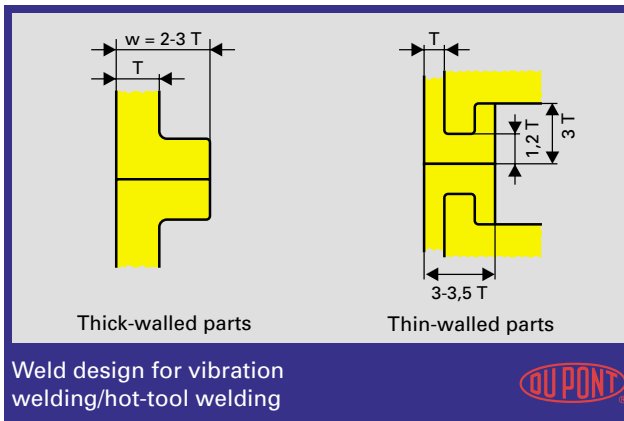 w = 2-3 T
T
T
1,2 T
3 T
3-3,5 T
Thick-walled parts
Thin-walled parts
Weld design for vibration
welding/hot-tool welding
DU PONT
®